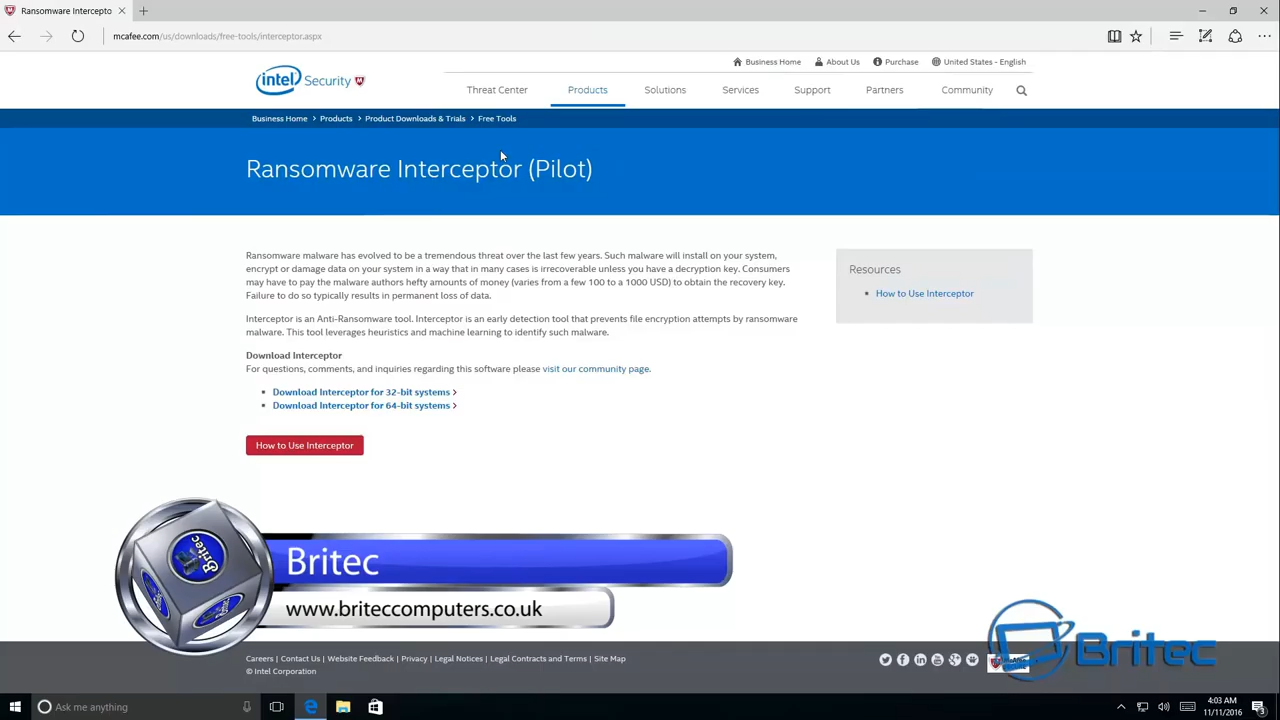 Ransomware Intercepto
mcafee.com/us/downloads/free-tools/interceptor.aspx
Business Home
About Us
Purchase
United States - English
intel Security
Threat Center
Products
Solutions
Services
Support
Partners
Community
Business Home > Products > Product Downloads & Trials > Free Tools
Ransomware Interceptor (Pilot)
Ransomware malware has evolved to be a tremendous threat over the last few years. Such malware will install on your system,
encrypt or damage data on your system in a way that in many cases is irrecoverable unless you have a decryption key. Consumers
may have to pay the malware authors hefty amounts of money (varies from a few 100 to a 1000 USD) to obtain the recovery key.
Failure to do so typically results in permanent loss of data.
Interceptor is an Anti-Ransomware tool. Interceptor is an early detection tool that prevents file encryption attempts by ransomware
malware. This tool leverages heuristics and machine learning to identify such malware.
Download Interceptor
For questions, comments, and inquiries regarding this software please visit our community page.
Download Interceptor for 32-bit systems >
Download Interceptor for 64-bit systems >
How to Use Interceptor
Resources
How to Use Interceptor
Britec
www.briteccomputers.co.uk
Britec
Britec
Careers | Contact Us | Website Feedback | Privacy | Legal Notices | Legal Contracts and Terms | Site Map
© Intel Corporation
Ask me anything
4:03 AM
11/11/2016